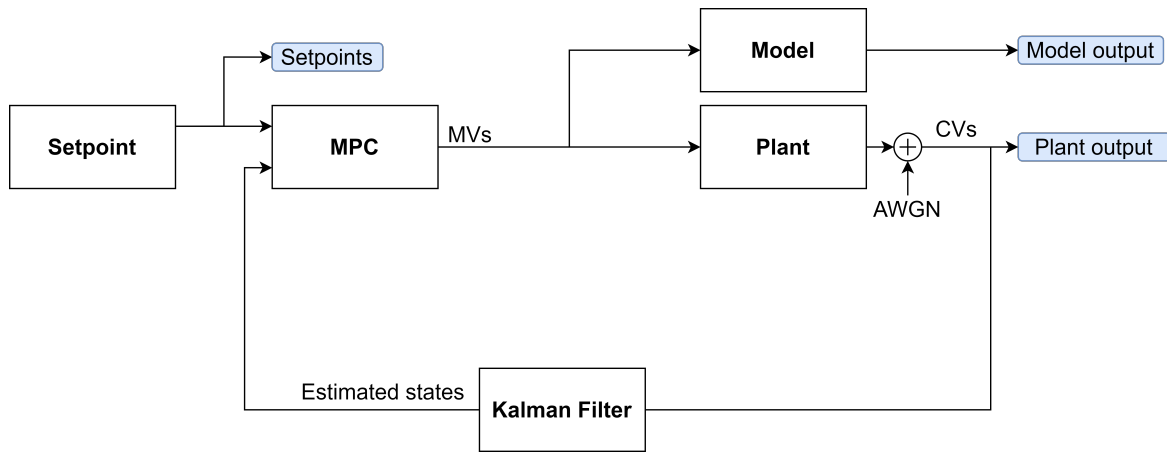 Setpoints
Model
Model output
Setpoint
MPC
MVs
Plant
CVs
Plant output
AWGN
Estimated states
Kalman Filter